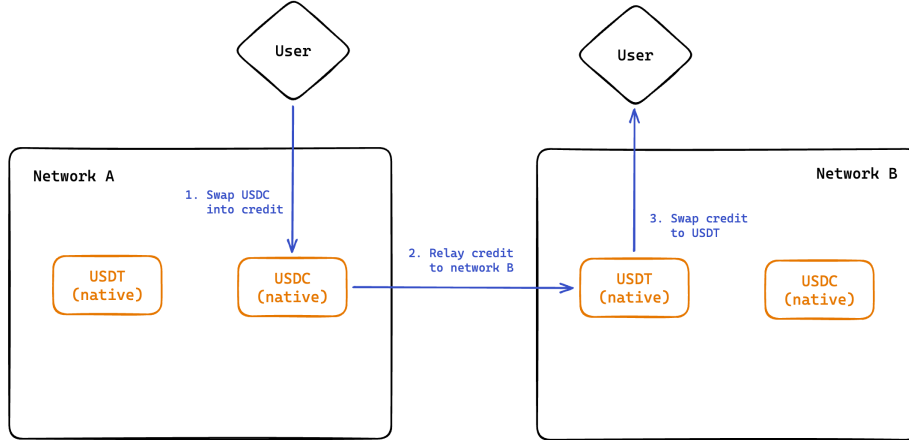 User
User
Network A
Network B
1. Swap USDC
into credit
2. Relay credit
to network B
3. Swap credit
to USDT
USDT
(native)
USDC
(native)
USDT
(native)
USDC
(native)